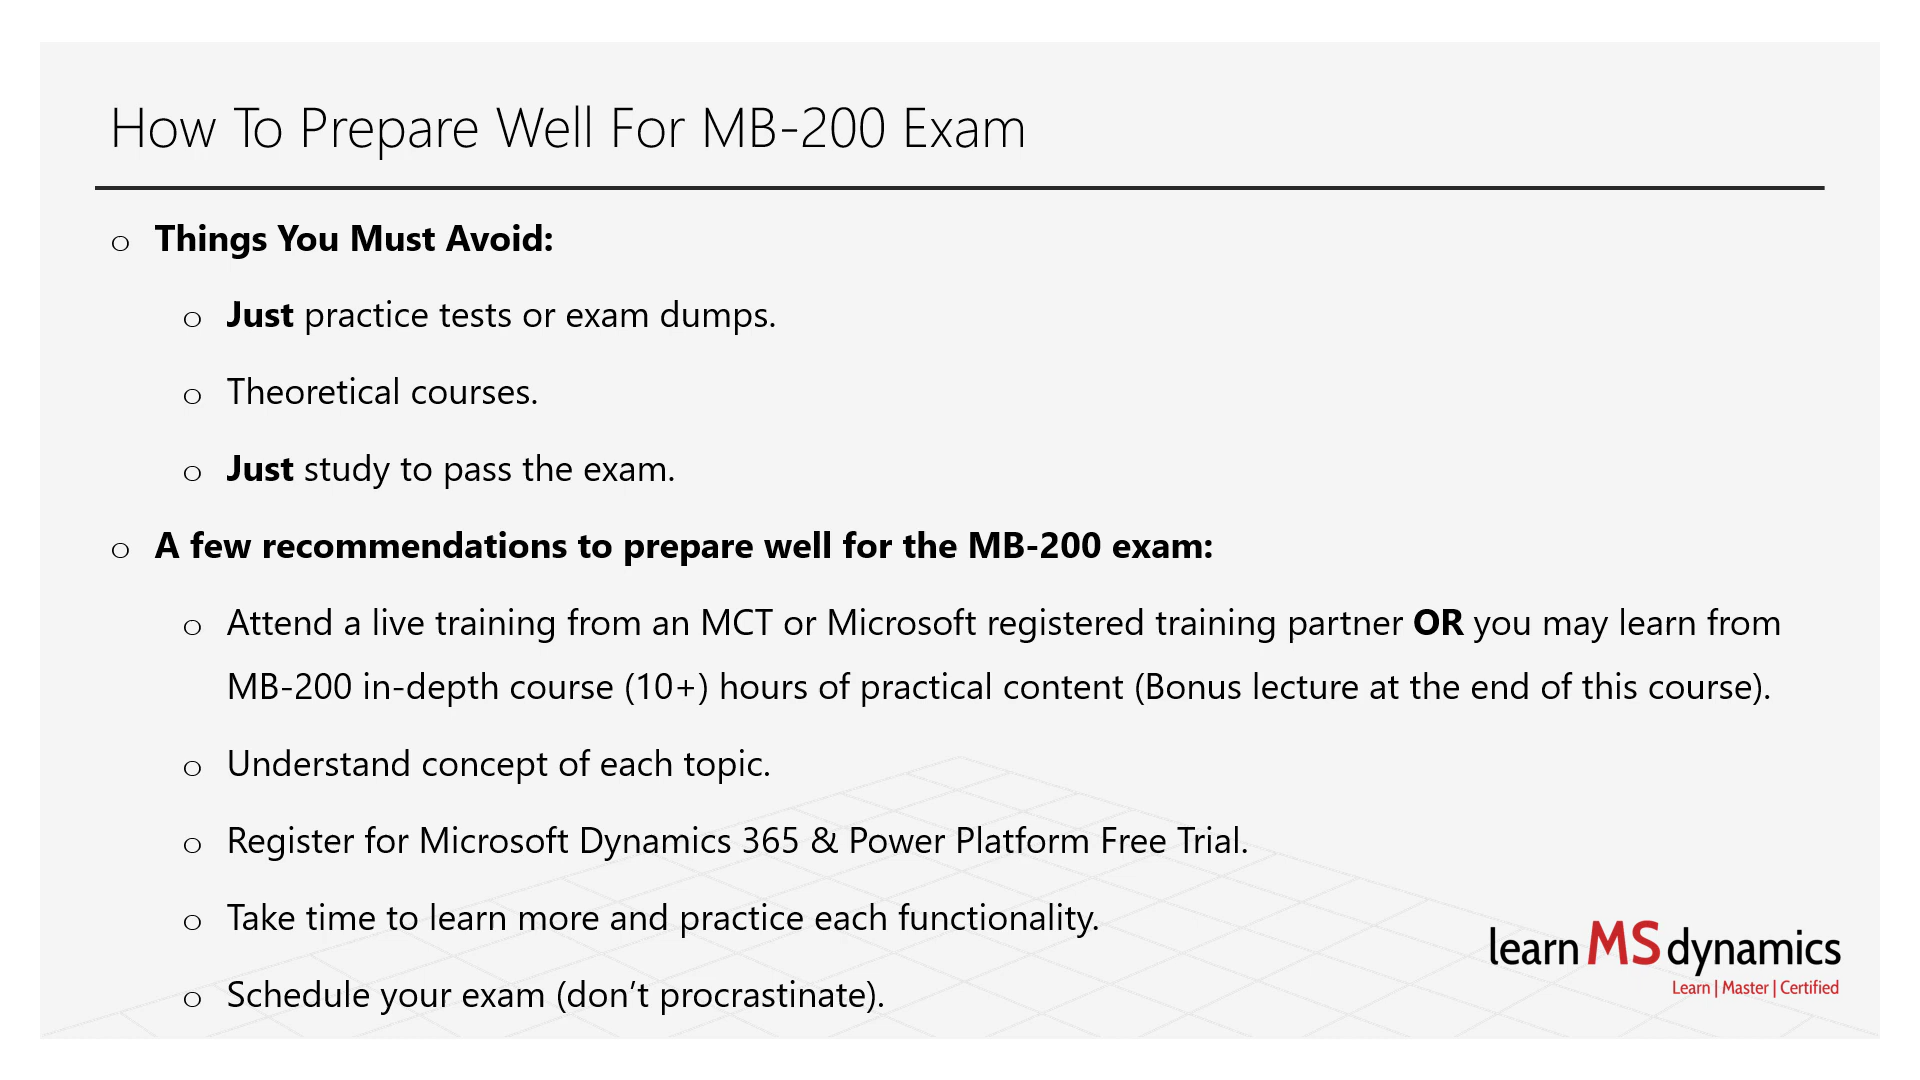 How To Prepare Well For MB-200 Exam
o Things You Must Avoid:
o Just practice tests or exam dumps.
o Theoretical courses.
o Just study to pass the exam.
o A few recommendations to prepare well for the MB-200 exam:
o Attend a live training from an MCT or Microsoft registered training partner OR you may learn from
MB-200 in-depth course (10+) hours of practical content (Bonus lecture at the end of this course).
o Understand concept of each topic.
o Register for Microsoft Dynamics 365 & Power Platform Free Trial.
o Take time to learn more and practice each functionality.
o Schedule your exam (don’t procrastinate).
learn MS dynamics
Learn | Master | Certified